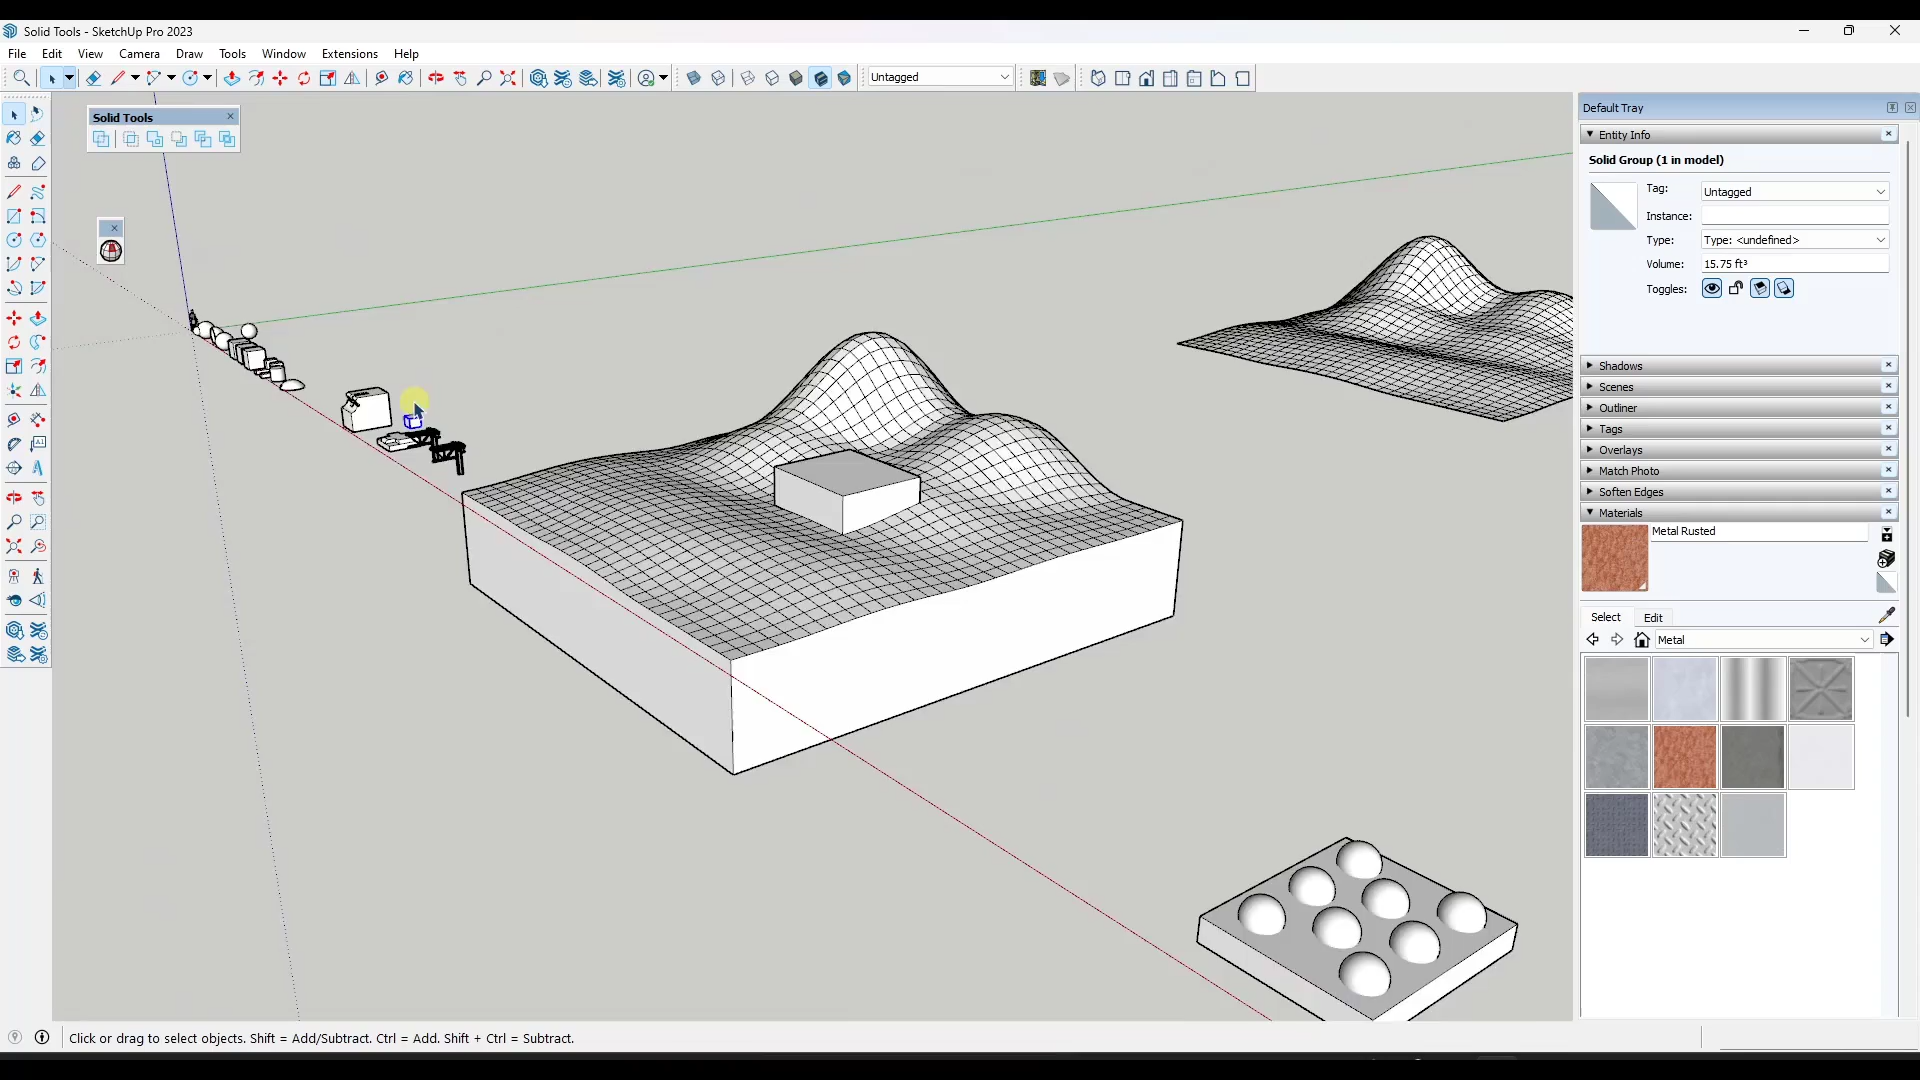 Solid Tools - SketchUp Pro 2023
File Edit View Camera Draw Tools Window Extensions Help
Untagged
Solid Tools
Default Tray
Entity Info
Solid Group (1 in model)
Tag: Untagged
Instance:
Type: Type: <undefined>
Volume: 15.75 ft³
Toggles:
Shadows
Scenes
Outliner
Tags
Overlays
Match Photo
Soften Edges
Materials
Metal Rusted
Select Edit
Metal
Click or drag to select objects. Shift = Add/Subtract. Ctrl = Add. Shift + Ctrl = Subtract.